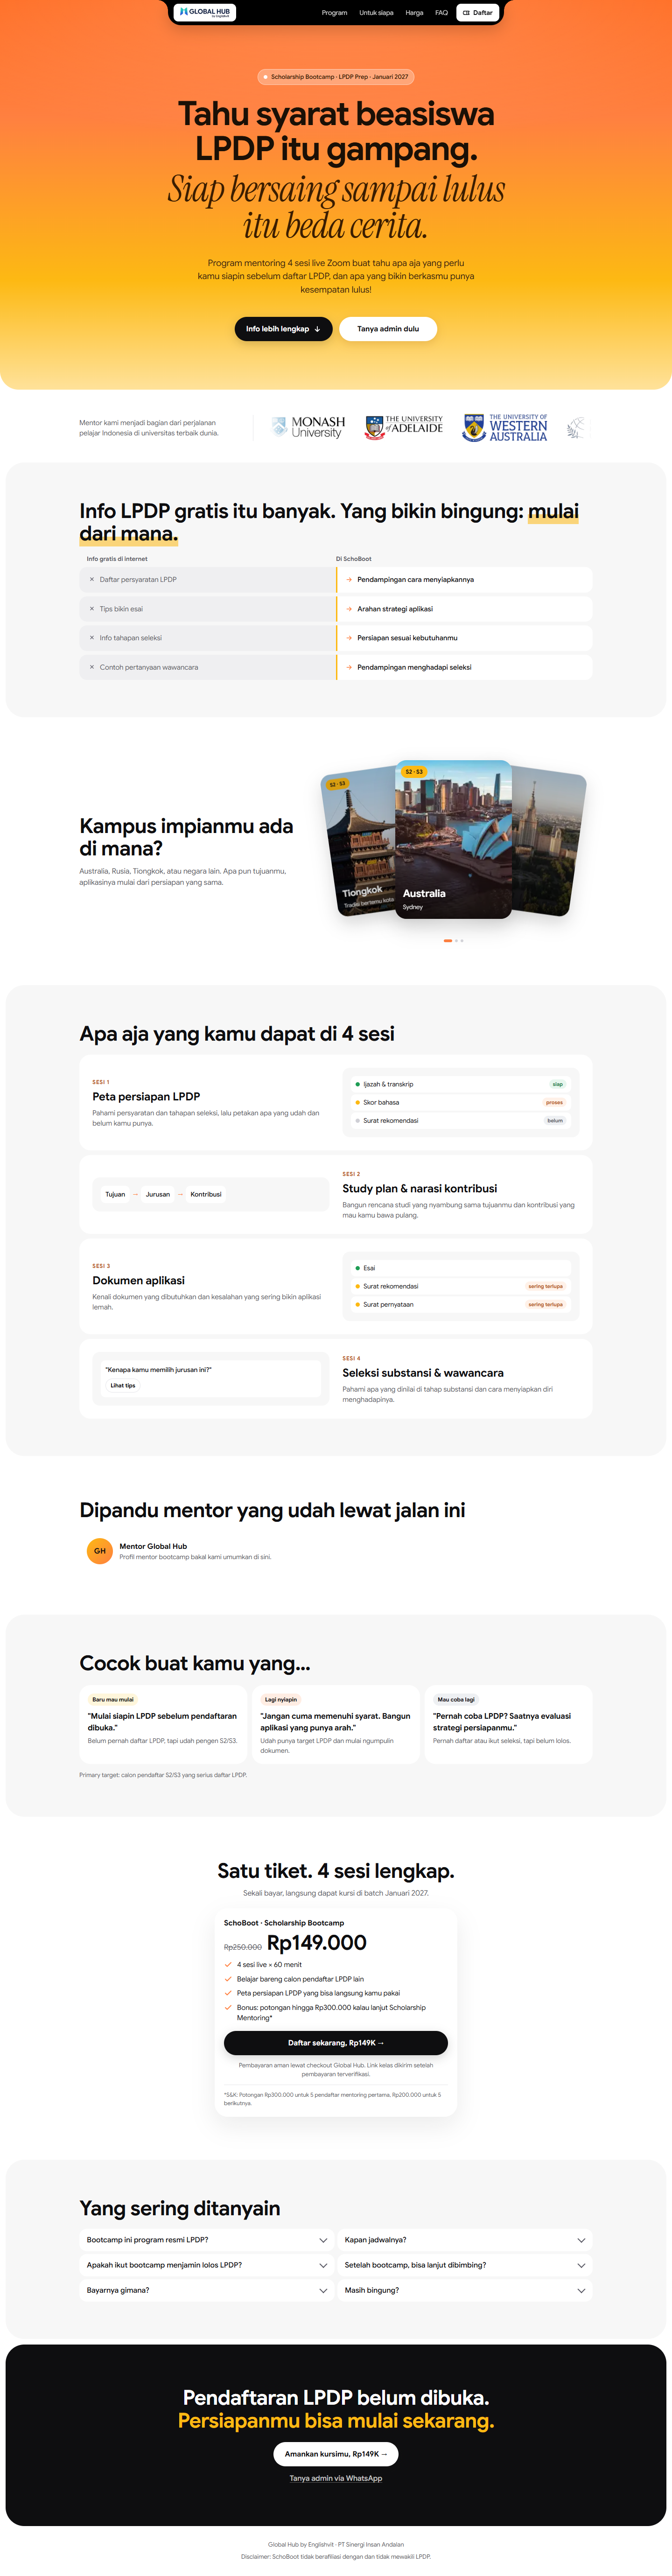 GLOBAL HUB
by Englishvit
Program
Untuk siapa
Harga
FAQ
Daftar
Scholarship Bootcamp · LPDP Prep · Januari 2027
Tahu syarat beasiswa
LPDP itu gampang.
Siap bersaing sampai lulus
itu beda cerita.
Program mentoring 4 sesi live Zoom buat tahu apa aja yang perlu
kamu siapin sebelum daftar LPDP, dan apa yang bikin berkasmu punya
kesempatan lulus!
Info lebih lengkap ↓
Tanya admin dulu
Mentor kami menjadi bagian dari perjalanan
pelajar Indonesia di universitas terbaik dunia.
MONASH
University
THE UNIVERSITY
of ADELAIDE
THE UNIVERSITY OF
WESTERN
AUSTRALIA
Info LPDP gratis itu banyak. Yang bikin bingung: mulai
dari mana.
Info gratis di internet
Di SchoBoot
× Daftar persyaratan LPDP
→ Pendampingan cara menyiapkannya
× Tips bikin esai
→ Arahan strategi aplikasi
× Info tahapan seleksi
→ Persiapan sesuai kebutuhanmu
× Contoh pertanyaan wawancara
→ Pendampingan menghadapi seleksi
Kampus impianmu ada
di mana?
Australia, Rusia, Tiongkok, atau negara lain. Apa pun tujuanmu,
aplikasinya mulai dari persiapan yang sama.
S2 · S3
Tiongkok
Tradisi bertemu
S2 · S3
Australia
Sydney
Apa aja yang kamu dapat di 4 sesi
SESI 1
Peta persiapan LPDP
Pahami persyaratan dan tahapan seleksi, lalu petakan apa yang udah dan
belum kamu punya.
Ijazah & transkrip
siap
Skor bahasa
proses
Surat rekomendasi
belum
Tujuan → Jurusan → Kontribusi
SESI 2
Study plan & narasi kontribusi
Bangun rencana studi yang nyambung sama tujuanmu dan kontribusi yang
mau kamu bawa pulang.
SESI 3
Dokumen aplikasi
Kenali dokumen yang dibutuhkan dan kesalahan yang sering bikin aplikasi
lemah.
Esai
Surat rekomendasi
sering terlupa
Surat pernyataan
sering terlupa
"Kenapa kamu memilih jurusan ini?"
Lihat tips
SESI 4
Seleksi substansi & wawancara
Pahami apa yang dinilai di tahap substansi dan cara menyiapkan diri
menghadapinya.
Dipandu mentor yang udah lewat jalan ini
GH
Mentor Global Hub
Profil mentor bootcamp bakal kami umumkan di sini.
Cocok buat kamu yang...
Baru mau mulai
"Mulai siapin LPDP sebelum pendaftaran
dibuka."
Belum pernah daftar LPDP, tapi udah pengen S2/S3.
Lagi nyiapin
"Jangan cuma memenuhi syarat. Bangun
aplikasi yang punya arah."
Udah punya target LPDP dan mulai ngumpulin
dokumen.
Mau coba lagi
"Pernah coba LPDP? Saatnya evaluasi
strategi persiapanmu."
Pernah daftar atau ikut seleksi, tapi belum lolos.
Primary target: calon pendaftar S2/S3 yang serius daftar LPDP.
Satu tiket. 4 sesi lengkap.
Sekali bayar, langsung dapat kursi di batch Januari 2027.
SchoBoot · Scholarship Bootcamp
Rp250.000 Rp149.000
4 sesi live × 60 menit
Belajar bareng calon pendaftar LPDP lain
Peta persiapan LPDP yang bisa langsung kamu pakai
Bonus: potongan hingga Rp300.000 kalau lanjut Scholarship
Mentoring*
Daftar sekarang, Rp149K →
Pembayaran aman lewat checkout Global Hub. Link kelas dikirim setelah
pembayaran terverifikasi.
*S&K: Potongan Rp300.000 untuk 5 pendaftar mentoring pertama, Rp200.000 untuk 5
berikutnya.
Yang sering ditanyain
Bootcamp ini program resmi LPDP?
Kapan jadwalnya?
Apakah ikut bootcamp menjamin lolos LPDP?
Setelah bootcamp, bisa lanjut dibimbing?
Bayarnya gimana?
Masih bingung?
Pendaftaran LPDP belum dibuka.
Persiapanmu bisa mulai sekarang.
Amankan kursimu, Rp149K →
Tanya admin via WhatsApp
Global Hub by Englishvit · PT Sinergi Insan Andalan
Disclaimer: SchoBoot tidak berafiliasi dengan dan tidak mewakili LPDP.